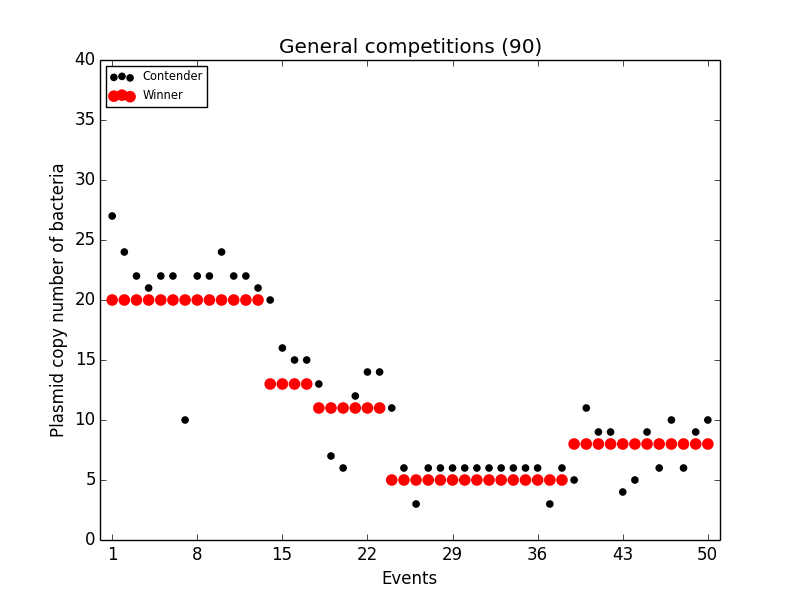 General competitions (90)
40
35
30
25
20
15
10
5
0
Plasmid copy number of bacteria
Contender
Winner
1 8 15 22 29 36 43 50
Events